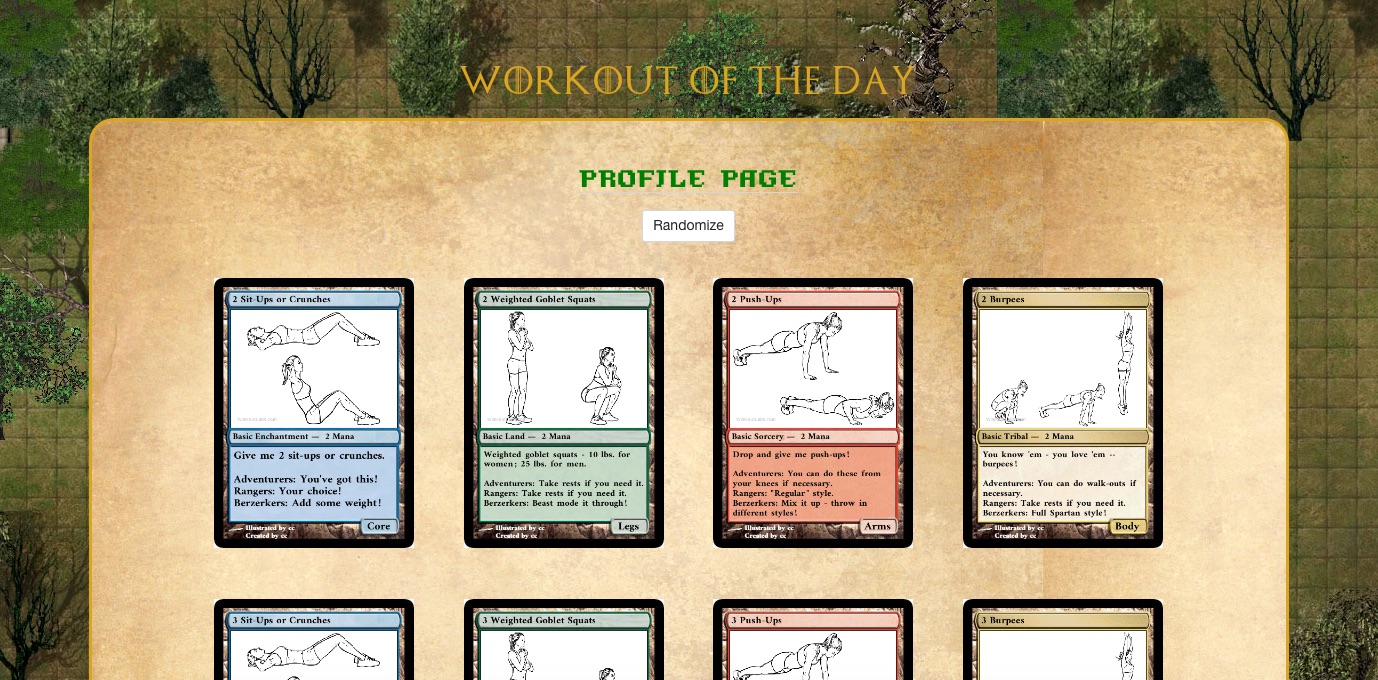 WORKOUT OF THE DAY
PROFILE PAGE
Randomize
2 Sit-Ups or Crunches
Basic Enchantment — 2 Mana
Give me 2 sit-ups or crunches.
Adventurers: You've got this!
Rangers: Your choice!
Berzerkers: Add some weight!
Core
Illustrated by cc
Created by cc
2 Weighted Goblet Squats
Basic Land — 2 Mana
Weighted goblet squats - 10 lbs. for
women; 25 lbs. for men.
Adventurers: Take rests if you need it.
Rangers: Take rests if you need it.
Berzerkers: Beast mode it through!
Legs
Illustrated by cc
Created by cc
2 Push-Ups
Basic Sorcery — 2 Mana
Drop and give me push-ups!
Adventurers: You can do these from
your knees if necessary.
Rangers: "Regular" style.
Berzerkers: Mix it up - throw in
different styles!
Arms
Illustrated by cc
Created by cc
2 Burpees
Basic Tribal — 2 Mana
You know 'em - you love 'em --
burpees!
Adventurers: You can do walk-outs if
necessary.
Rangers: Take rests if you need it.
Berzerkers: Full Spartan style!
Body
Illustrated by cc
Created by cc
3 Sit-Ups or Crunches
3 Weighted Goblet Squats
3 Push-Ups
3 Burpees